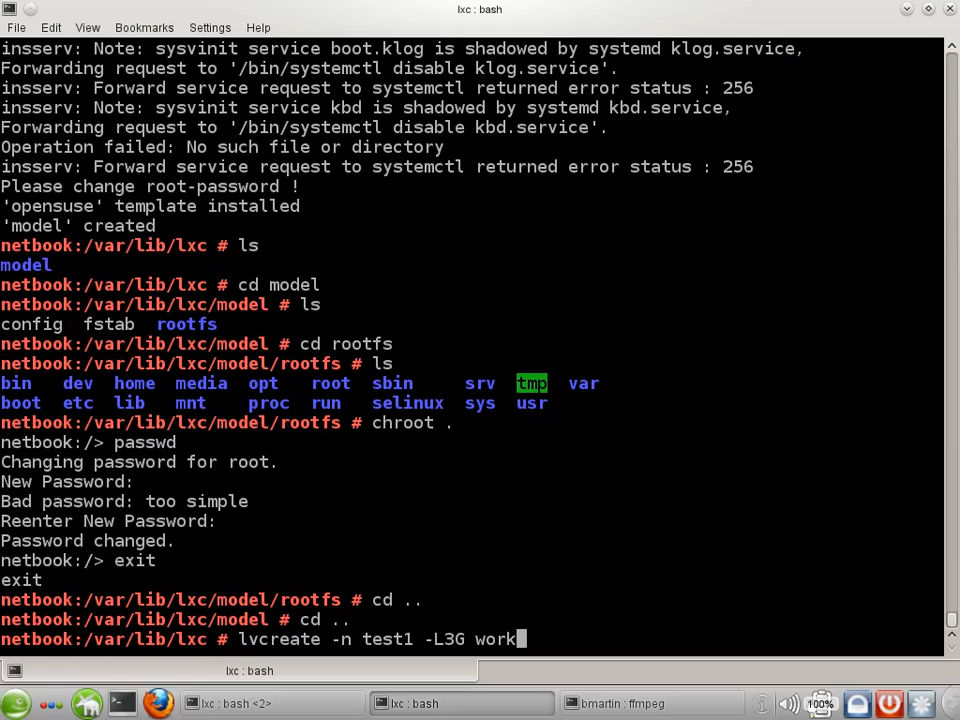 lxc : bash
File Edit View Bookmarks Settings Help
insserv: Note: sysvinit service boot.klog is shadowed by systemd klog.service,
Forwarding request to '/bin/systemctl disable klog.service'.
insserv: Forward service request to systemctl returned error status : 256
insserv: Note: sysvinit service kbd is shadowed by systemd kbd.service,
Forwarding request to '/bin/systemctl disable kbd.service'.
Operation failed: No such file or directory
insserv: Forward service request to systemctl returned error status : 256
Please change root-password !
'opensuse' template installed
'model' created
netbook:/var/lib/lxc # ls
model
netbook:/var/lib/lxc # cd model
netbook:/var/lib/lxc/model # ls
config  fstab  rootfs
netbook:/var/lib/lxc/model # cd rootfs
netbook:/var/lib/lxc/model/rootfs # ls
bin   dev  home  media  opt   root  sbin     srv  tmp  var
boot  etc  lib   mnt    proc  run   selinux  sys  usr
netbook:/var/lib/lxc/model/rootfs # chroot .
netbook:/> passwd
Changing password for root.
New Password:
Bad password: too simple
Reenter New Password:
Password changed.
netbook:/> exit
exit
netbook:/var/lib/lxc/model/rootfs # cd ..
netbook:/var/lib/lxc/model # cd ..
netbook:/var/lib/lxc # lvcreate -n test1 -L3G work
lxc : bash
lxc : bash <2>
lxc : bash
bmartin : ffmpeg
100%